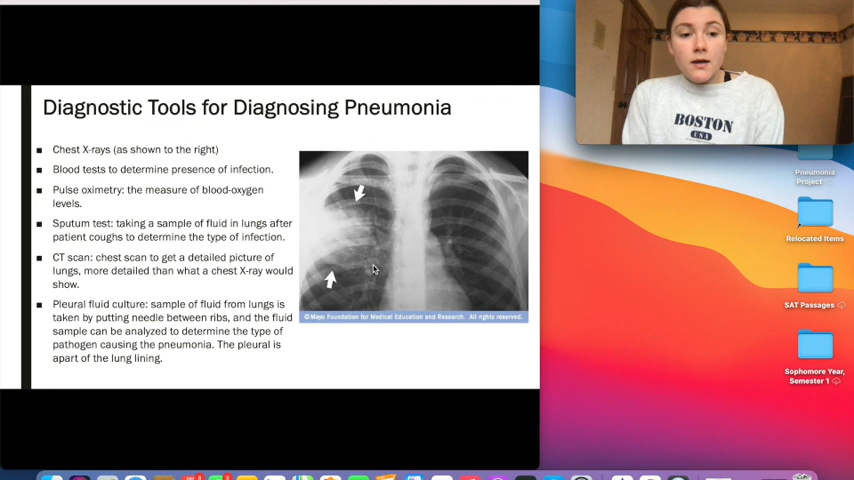 Diagnostic Tools for Diagnosing Pneumonia
Chest X-rays (as shown to the right)
Blood tests to determine presence of infection.
Pulse oximetry: the measure of blood-oxygen
levels.
Sputum test: taking a sample of fluid in lungs after
patient coughs to determine the type of infection.
CT scan: chest scan to get a detailed picture of
lungs, more detailed than what a chest X-ray would
show.
Pleural fluid culture: sample of fluid from lungs is
taken by putting needle between ribs, and the fluid
sample can be analyzed to determine the type of
pathogen causing the pneumonia. The pleural is
apart of the lung lining.
©Mayo Foundation for Medical Education and Research. All rights reserved.
BOSTON
USA
Pneumonia
Project
Relocated Items
SAT Passages
Sophomore Year,
Semester 1